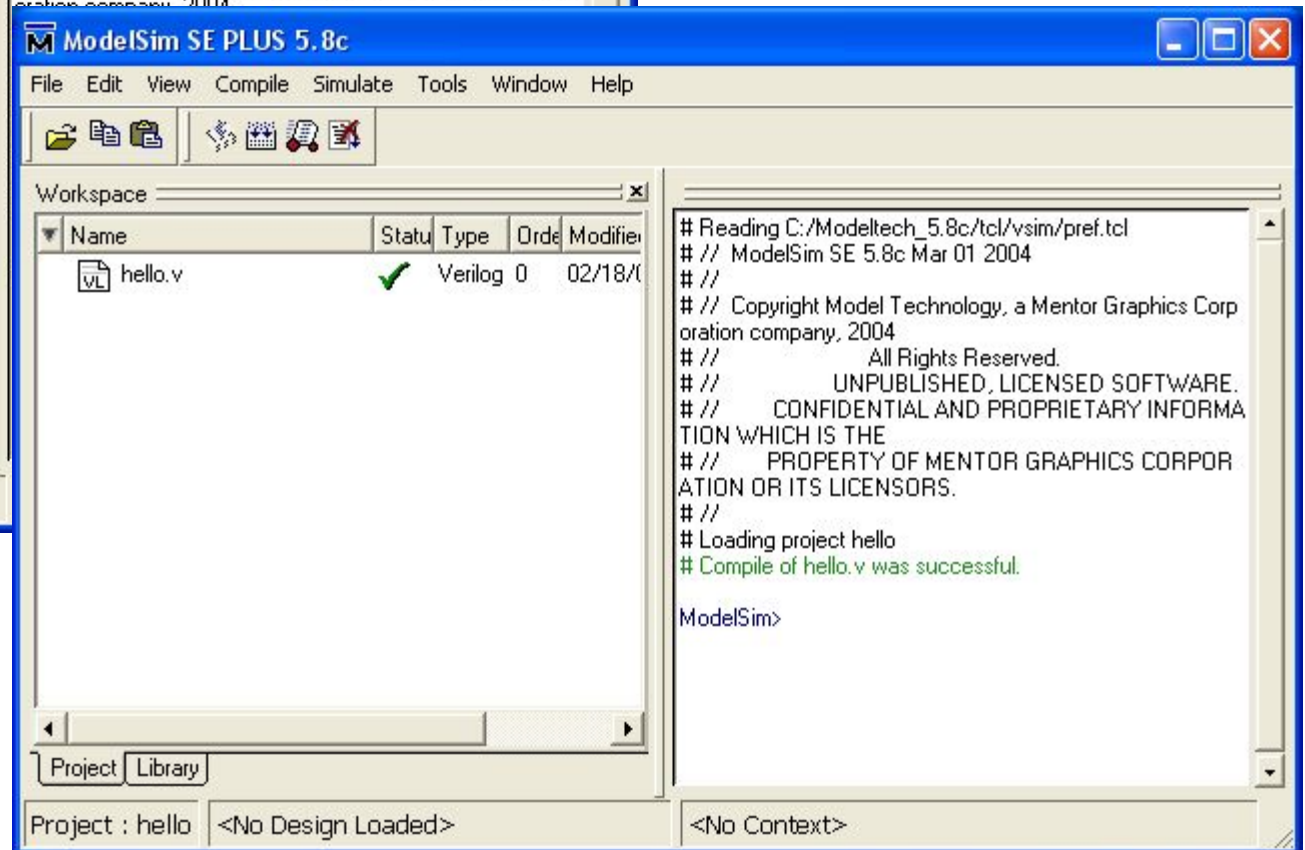 oration company, 2004
ModelSim SE PLUS 5.8c
File Edit View Compile Simulate Tools Window Help
Workspace
Name Statu Type Orde Modifie
hello.v Verilog 0 02/18/0
Project Library
# Reading C:/Modeltech_5.8c/tcl/vsim/pref.tcl
# // ModelSim SE 5.8c Mar 01 2004
# //
# // Copyright Model Technology, a Mentor Graphics Corp
oration company, 2004
# // All Rights Reserved.
# // UNPUBLISHED, LICENSED SOFTWARE.
# // CONFIDENTIAL AND PROPRIETARY INFORMA
TION WHICH IS THE
# // PROPERTY OF MENTOR GRAPHICS CORPOR
ATION OR ITS LICENSORS.
# //
# Loading project hello
# Compile of hello.v was successful.
ModelSim>
Project : hello <No Design Loaded> <No Context>